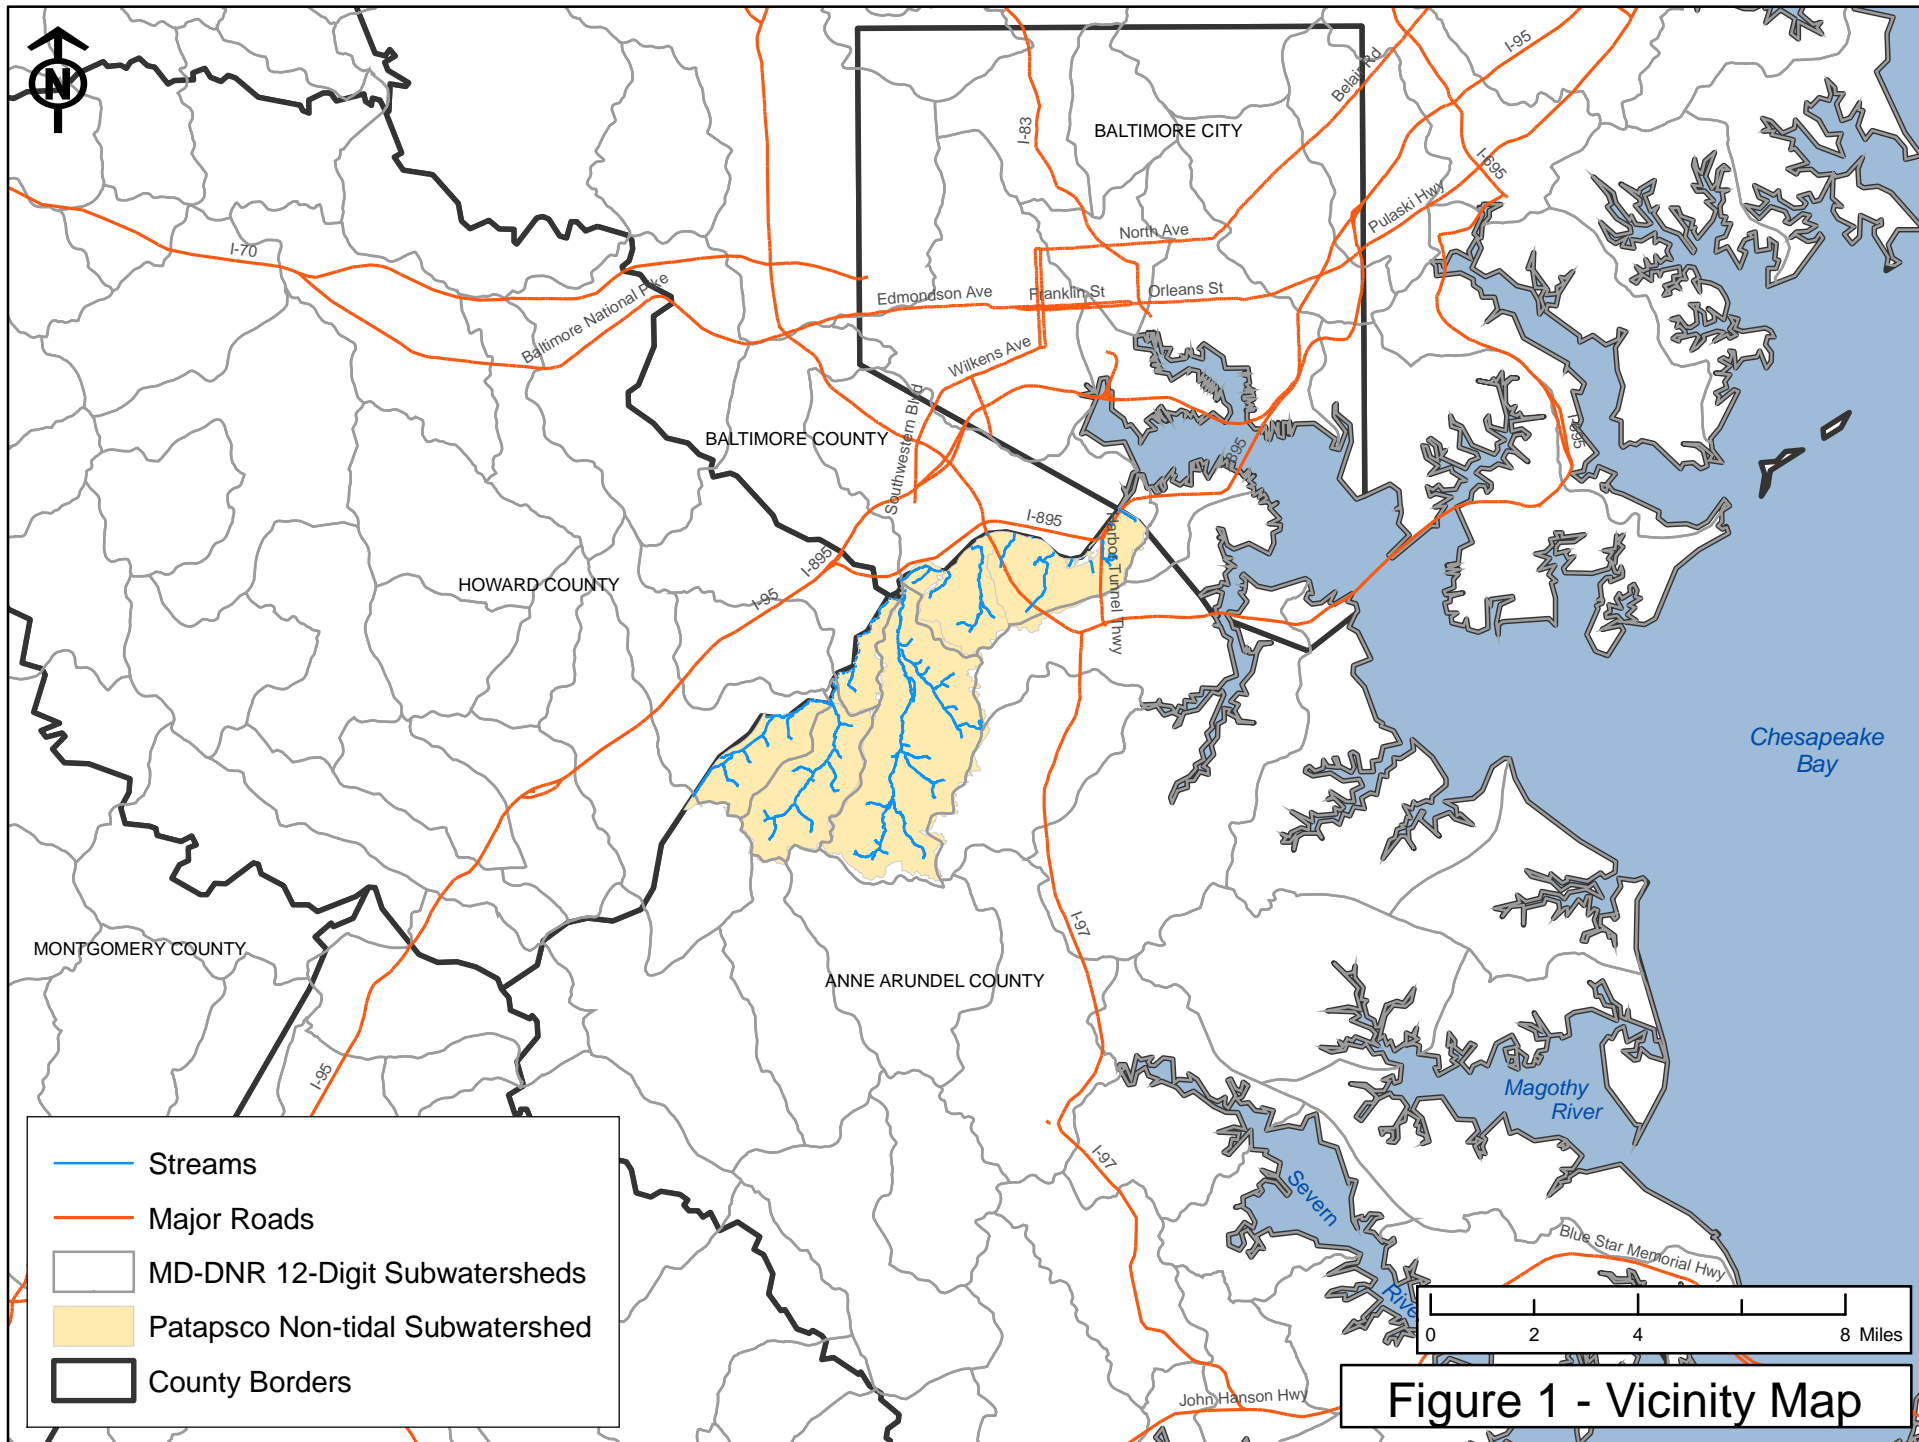 N
I-95
Belair Rd
I-83
BALTIMORE CITY
I-695
Pulaski Hwy
North Ave
I-70
Baltimore National Pike
Edmondson Ave
Franklin St
Orleans St
Wilkens Ave
Southwestern Blvd
BALTIMORE COUNTY
I-895
I-895
Harbor Tunnel Thwy
I-95
HOWARD COUNTY
Chesapeake
Bay
I-97
MONTGOMERY COUNTY
ANNE ARUNDEL COUNTY
I-95
Magothy
River
I-97
Severn
Blue Star Memorial Hwy
Streams
Major Roads
MD-DNR 12-Digit Subwatersheds
Patapsco Non-tidal Subwatershed
County Borders
0 2 4 8 Miles
John Hanson Hwy
Figure 1 - Vicinity Map